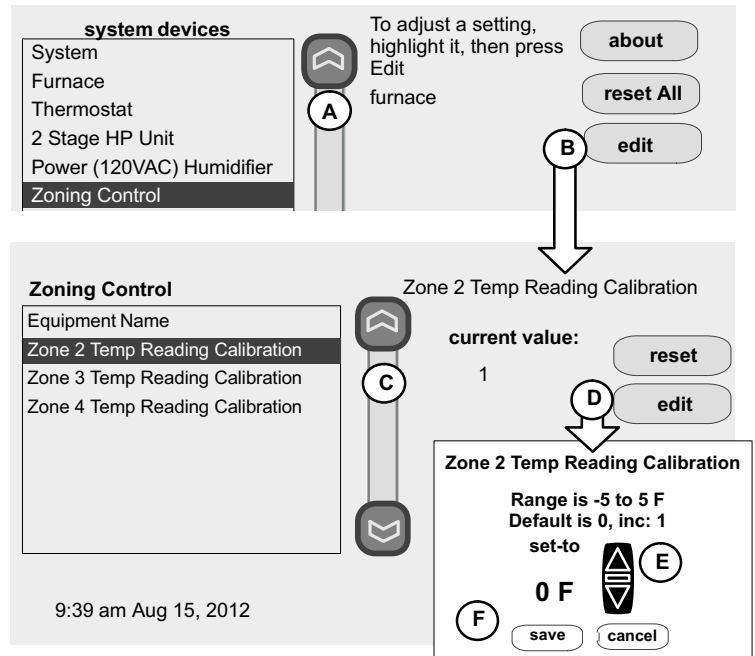 system devices
System
Furnace
Thermostat
2 Stage HP Unit
Power (120VAC) Humidifier
Zoning Control
A
To adjust a setting,
highlight it, then press
Edit
furnace
about
reset All
B
edit
Zoning Control
Equipment Name
Zone 2 Temp Reading Calibration
Zone 3 Temp Reading Calibration
Zone 4 Temp Reading Calibration
C
Zone 2 Temp Reading Calibration
current value:
1
reset
D
edit
Zone 2 Temp Reading Calibration
Range is -5 to 5 F
Default is 0, inc: 1
set-to
0 F
E
F
save
cancel
9:39 am Aug 15, 2012